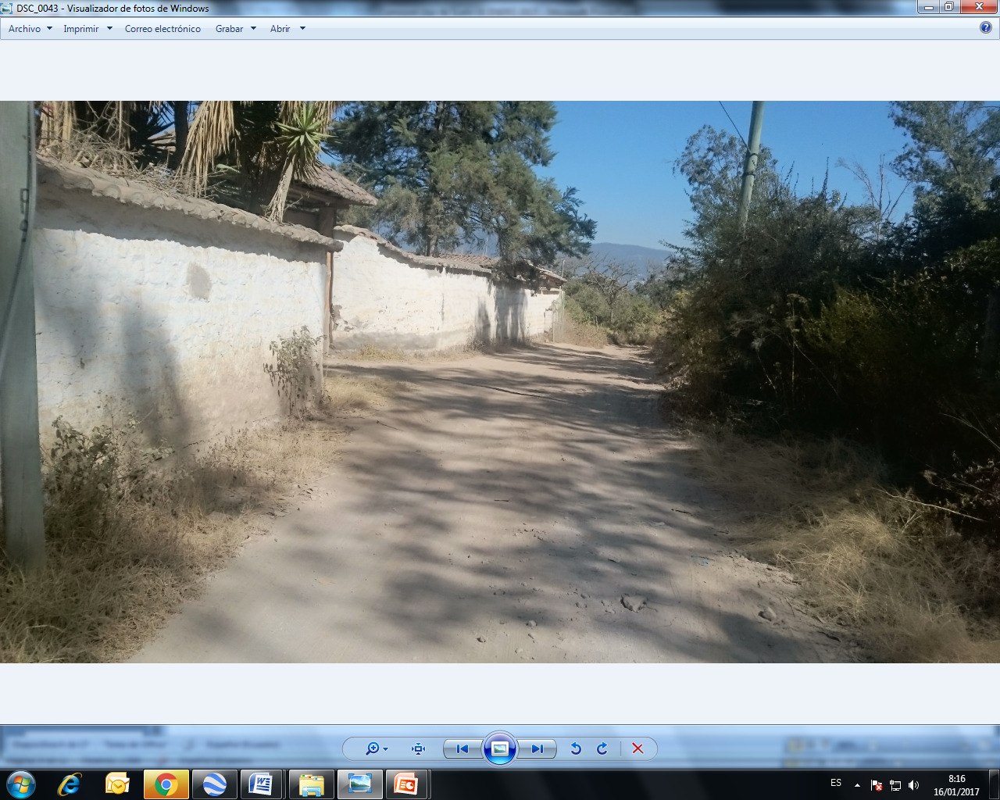 DSC_0043 - Visualizador de fotos de Windows
Archivo Imprimir Correo electrónico Grabar Abrir
ES
8:16
16/01/2017